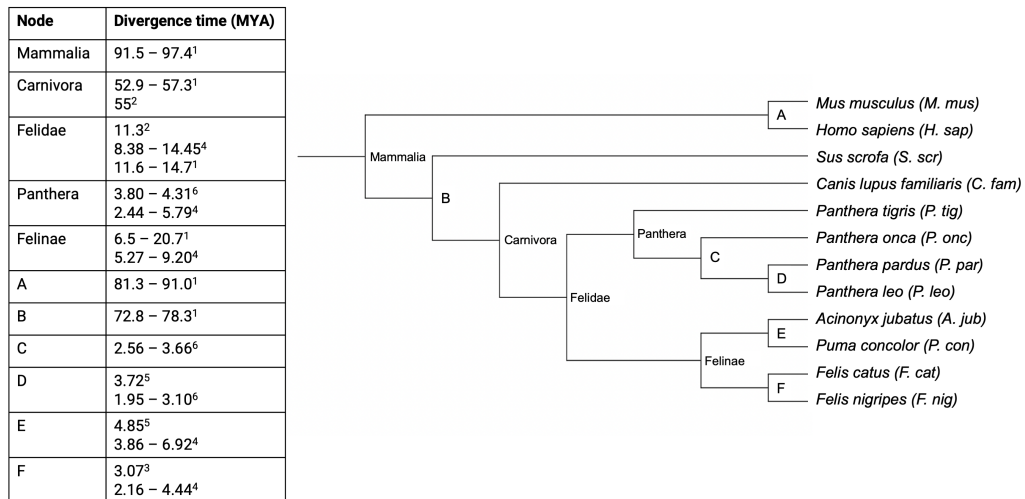 Node Divergence time (MYA)
Mammalia 91.5 – 97.4¹
Carnivora 52.9 – 57.3¹
55²
Felidae 11.3²
8.38 – 14.45⁴
11.6 – 14.7¹
Panthera 3.80 – 4.31⁶
2.44 – 5.79⁴
Felinae 6.5 – 20.7¹
5.27 – 9.20⁴
A 81.3 – 91.0¹
B 72.8 – 78.3¹
C 2.56 – 3.66⁶
D 3.72⁵
1.95 – 3.10⁶
E 4.85⁵
3.86 – 6.92⁴
F 3.07³
2.16 – 4.44⁴
Mus musculus (M. mus)
A
Homo sapiens (H. sap)
Mammalia
Sus scrofa (S. scr)
B
Canis lupus familiaris (C. fam)
Carnivora
Panthera tigris (P. tig)
Panthera
Panthera onca (P. onc)
C
Panthera pardus (P. par)
D
Panthera leo (P. leo)
Felidae
Acinonyx jubatus (A. jub)
E
Puma concolor (P. con)
Felinae
Felis catus (F. cat)
F
Felis nigripes (F. nig)